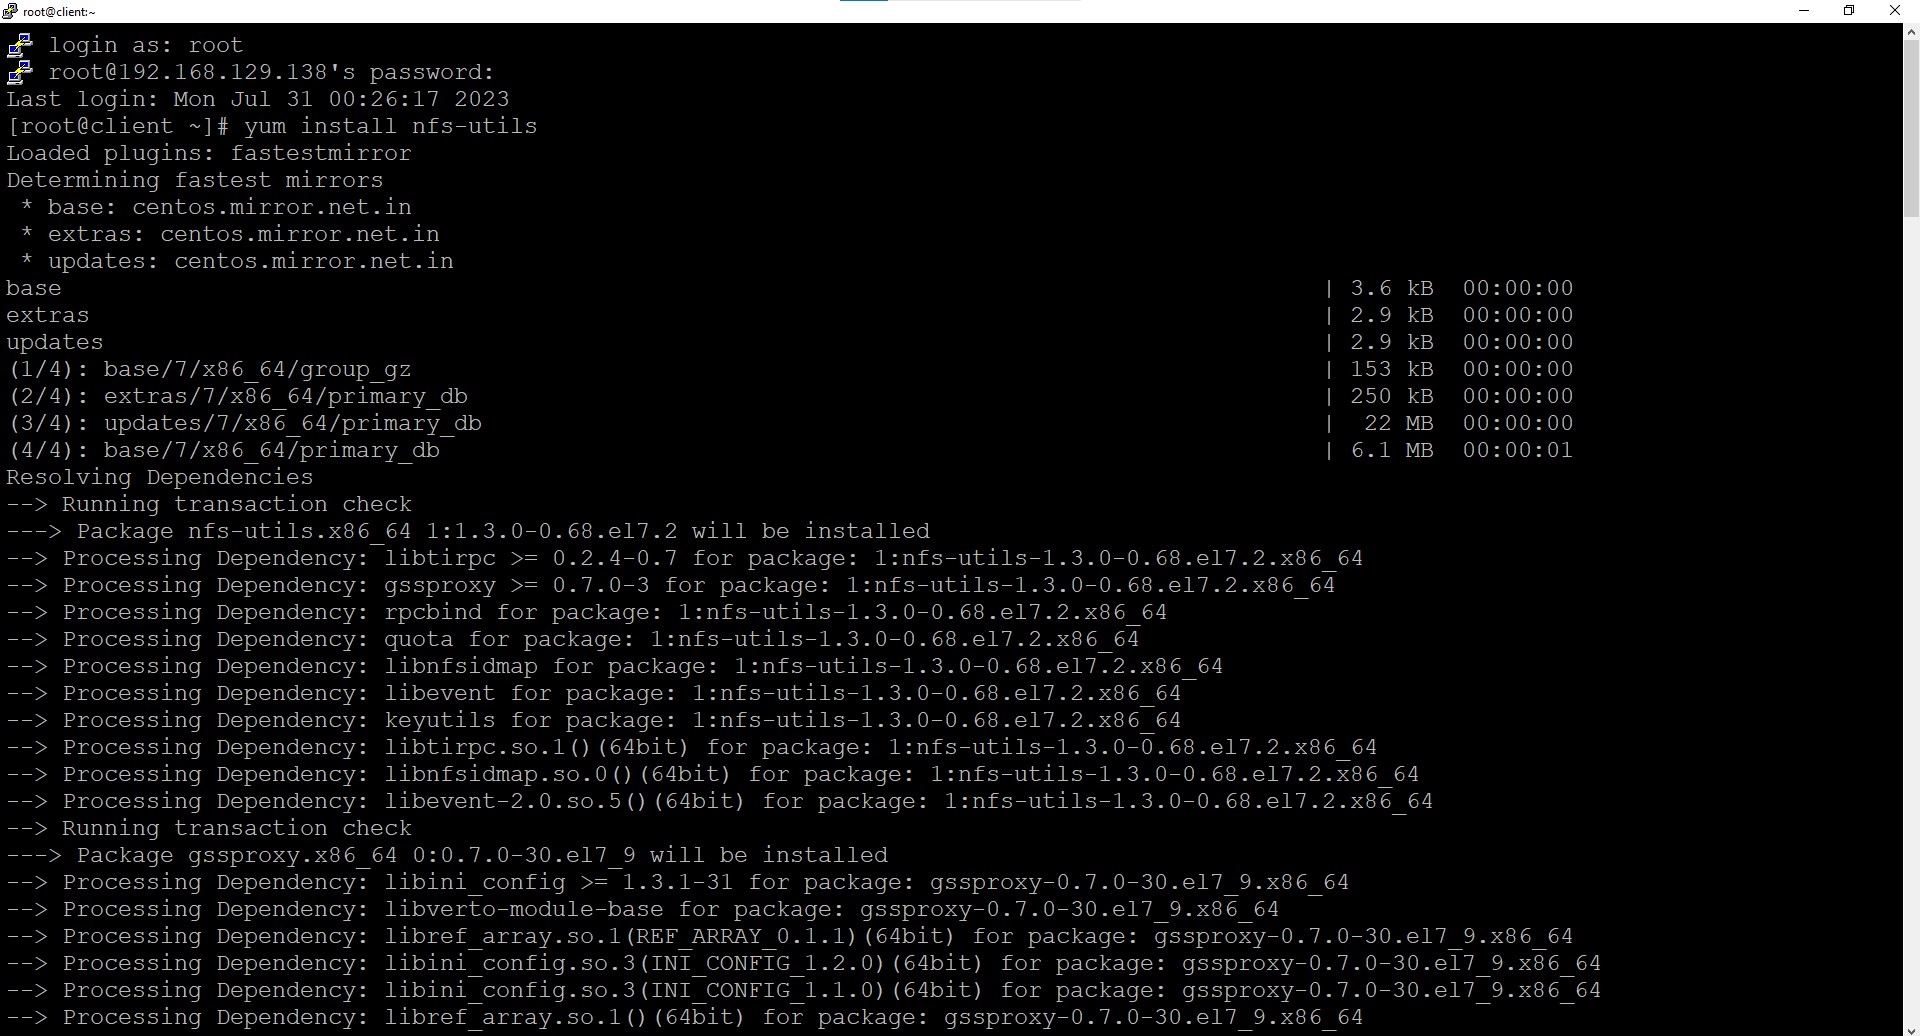 root@client:~
login as: root
root@192.168.129.138's password:
Last login: Mon Jul 31 00:26:17 2023
[root@client ~]# yum install nfs-utils
Loaded plugins: fastestmirror
Determining fastest mirrors
 * base: centos.mirror.net.in
 * extras: centos.mirror.net.in
 * updates: centos.mirror.net.in
base | 3.6 kB 00:00:00
extras | 2.9 kB 00:00:00
updates | 2.9 kB 00:00:00
(1/4): base/7/x86_64/group_gz | 153 kB 00:00:00
(2/4): extras/7/x86_64/primary_db | 250 kB 00:00:00
(3/4): updates/7/x86_64/primary_db | 22 MB 00:00:00
(4/4): base/7/x86_64/primary_db | 6.1 MB 00:00:01
Resolving Dependencies
--> Running transaction check
---> Package nfs-utils.x86_64 1:1.3.0-0.68.el7.2 will be installed
--> Processing Dependency: libtirpc >= 0.2.4-0.7 for package: 1:nfs-utils-1.3.0-0.68.el7.2.x86_64
--> Processing Dependency: gssproxy >= 0.7.0-3 for package: 1:nfs-utils-1.3.0-0.68.el7.2.x86_64
--> Processing Dependency: rpcbind for package: 1:nfs-utils-1.3.0-0.68.el7.2.x86_64
--> Processing Dependency: quota for package: 1:nfs-utils-1.3.0-0.68.el7.2.x86_64
--> Processing Dependency: libnfsidmap for package: 1:nfs-utils-1.3.0-0.68.el7.2.x86_64
--> Processing Dependency: libevent for package: 1:nfs-utils-1.3.0-0.68.el7.2.x86_64
--> Processing Dependency: keyutils for package: 1:nfs-utils-1.3.0-0.68.el7.2.x86_64
--> Processing Dependency: libtirpc.so.1()(64bit) for package: 1:nfs-utils-1.3.0-0.68.el7.2.x86_64
--> Processing Dependency: libnfsidmap.so.0()(64bit) for package: 1:nfs-utils-1.3.0-0.68.el7.2.x86_64
--> Processing Dependency: libevent-2.0.so.5()(64bit) for package: 1:nfs-utils-1.3.0-0.68.el7.2.x86_64
--> Running transaction check
---> Package gssproxy.x86_64 0:0.7.0-30.el7_9 will be installed
--> Processing Dependency: libini_config >= 1.3.1-31 for package: gssproxy-0.7.0-30.el7_9.x86_64
--> Processing Dependency: libverto-module-base for package: gssproxy-0.7.0-30.el7_9.x86_64
--> Processing Dependency: libref_array.so.1(REF_ARRAY_0.1.1)(64bit) for package: gssproxy-0.7.0-30.el7_9.x86_64
--> Processing Dependency: libini_config.so.3(INI_CONFIG_1.2.0)(64bit) for package: gssproxy-0.7.0-30.el7_9.x86_64
--> Processing Dependency: libini_config.so.3(INI_CONFIG_1.1.0)(64bit) for package: gssproxy-0.7.0-30.el7_9.x86_64
--> Processing Dependency: libref_array.so.1()(64bit) for package: gssproxy-0.7.0-30.el7_9.x86_64